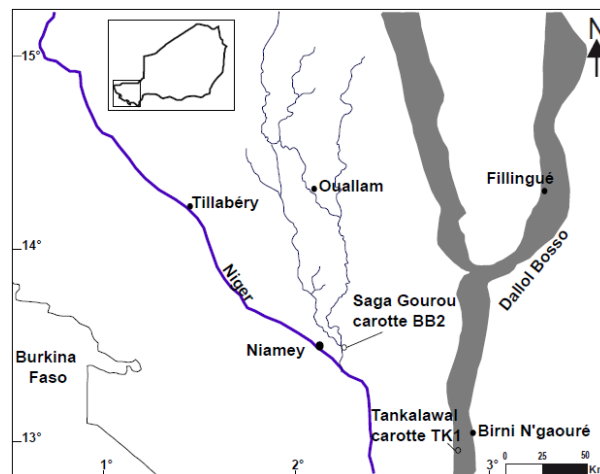 15°
N
Ouallam
Fillingué
Tillabéry
14°
Niger
Dallol Bosso
Saga Gourou
carotte BB2
Niamey
Burkina
Faso
Tankalawal
carotte TK1
Birni N'gaouré
13°
1°
2°
3°
0 25 50
Km